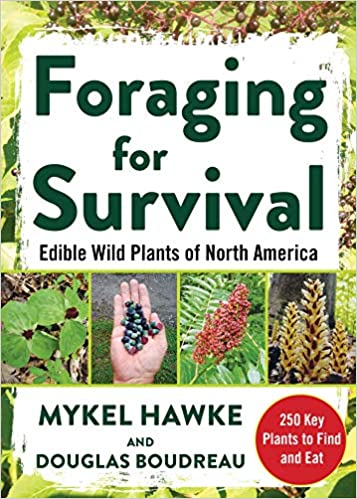 Foraging
for
Survival
Edible Wild Plants of North America
MYKEL HAWKE
AND
DOUGLAS BOUDREAU
250 Key
Plants to Find
and Eat